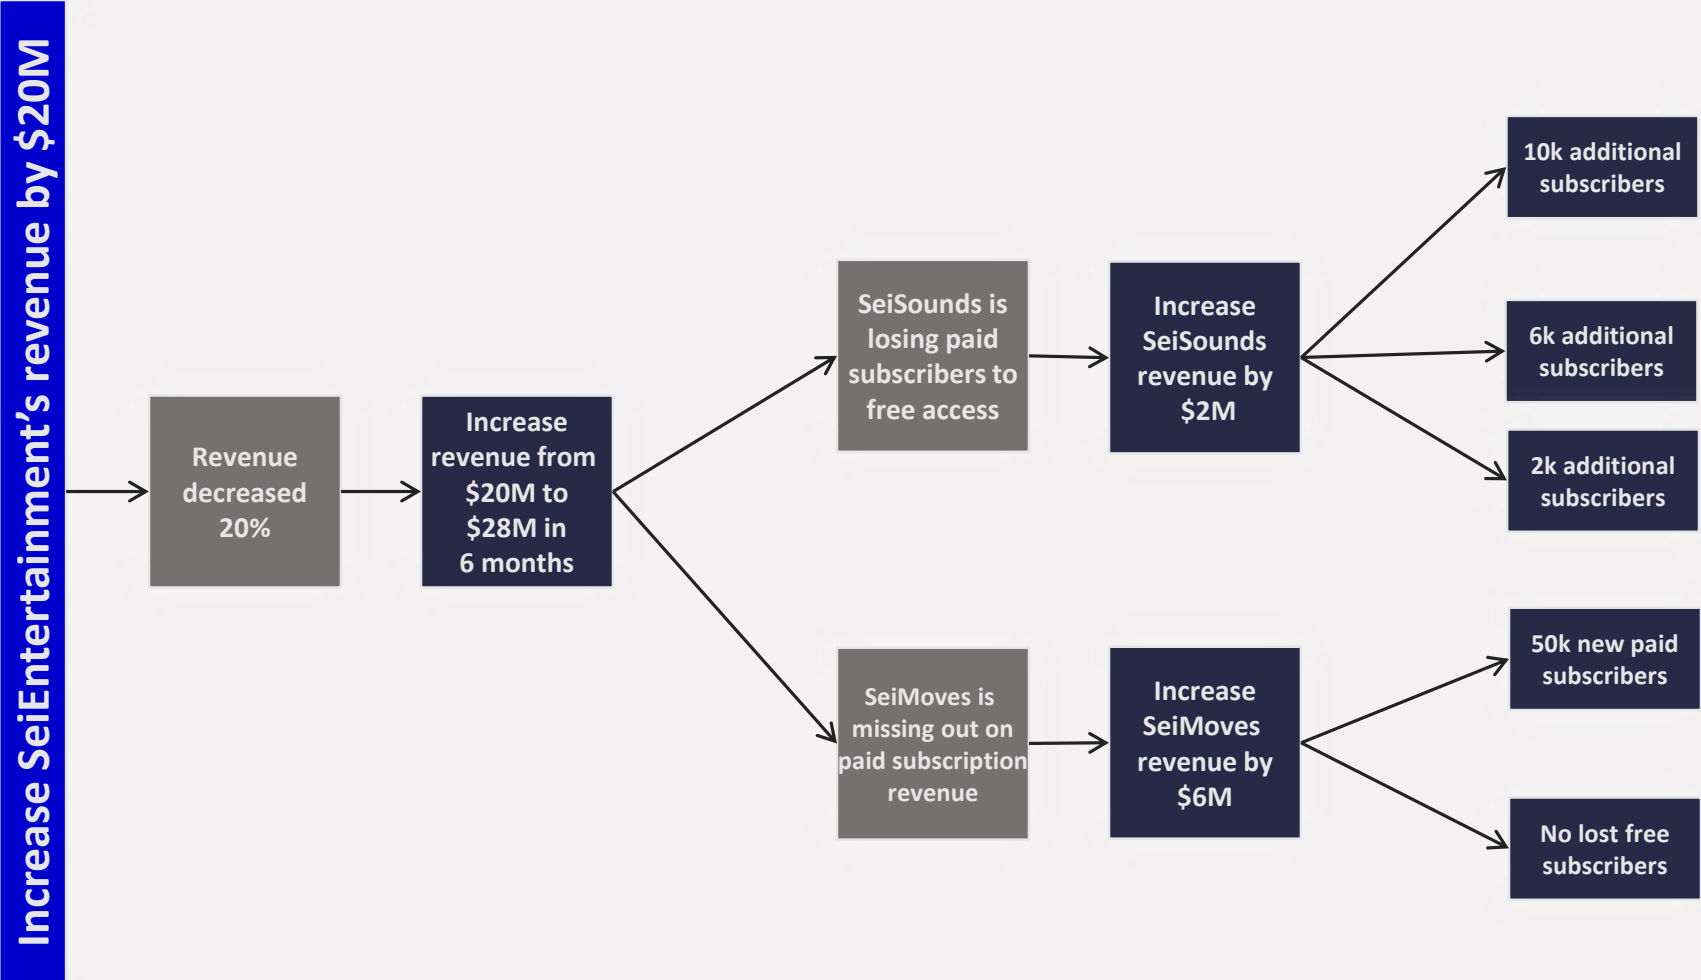 Increase SeiEntertainment’s revenue by $20M
Revenue
decreased
20%
Increase
revenue from
$20M to
$28M in
6 months
SeiSounds is
losing paid
subscribers to
free access
Increase
SeiSounds
revenue by
$2M
10k additional
subscribers
6k additional
subscribers
2k additional
subscribers
SeiMoves is
missing out on
paid subscription
revenue
Increase
SeiMoves
revenue by
$6M
50k new paid
subscribers
No lost free
subscribers